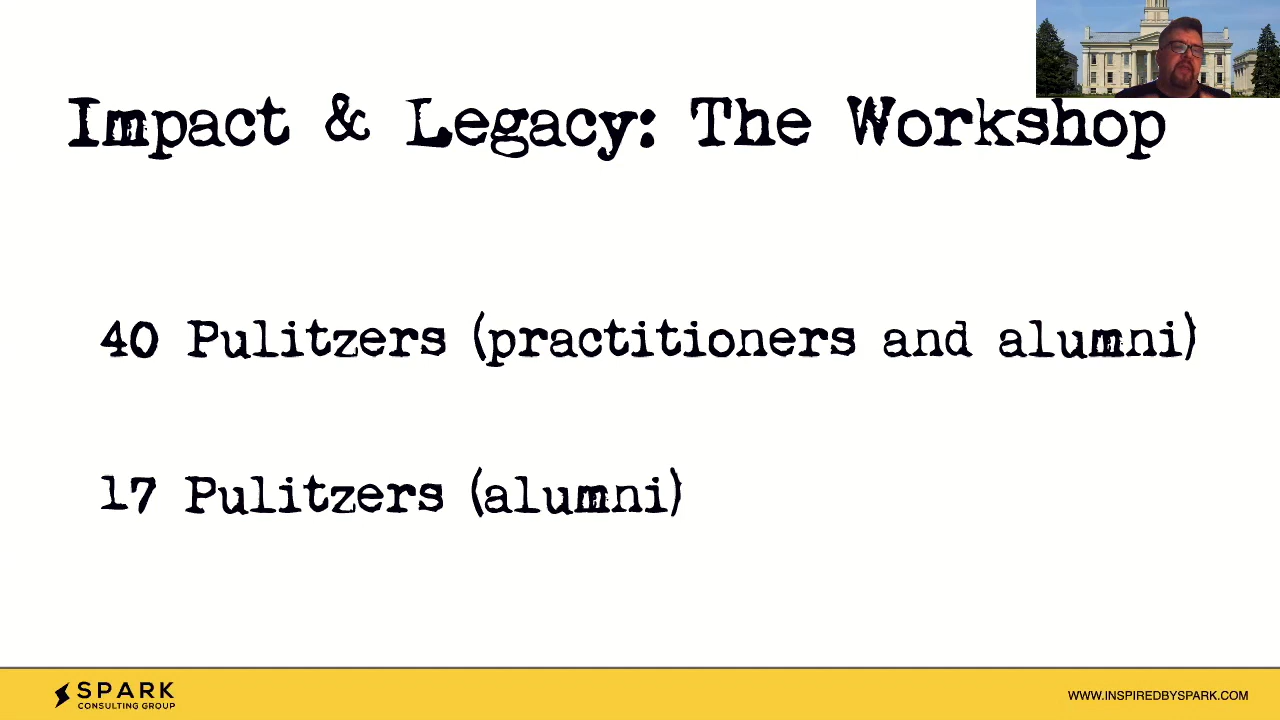 Impact & Legacy: The Workshop
40 Pulitzers (practitioners and alumni)
17 Pulitzers (alumni)
SPARK
CONSULTING GROUP
WWW.INSPIREDBYSPARK.COM